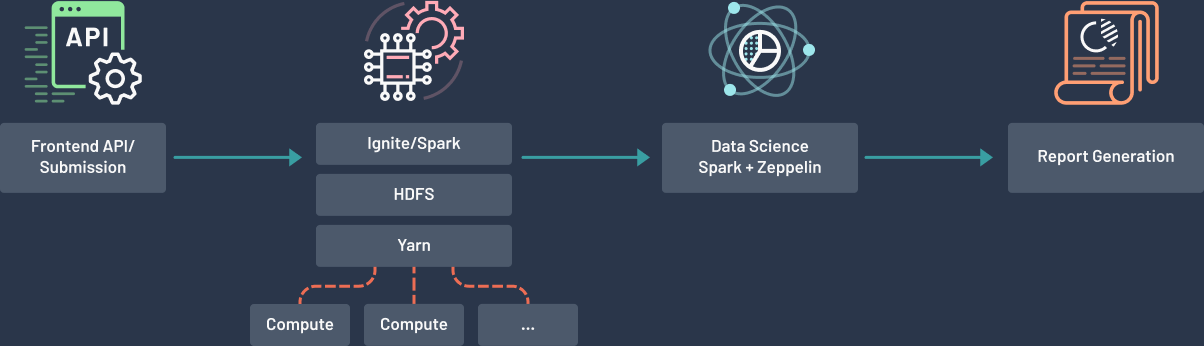 API
Frontend API/
Submission
Ignite/Spark
HDFS
Yarn
Compute
Compute
...
Data Science
Spark + Zeppelin
Report Generation